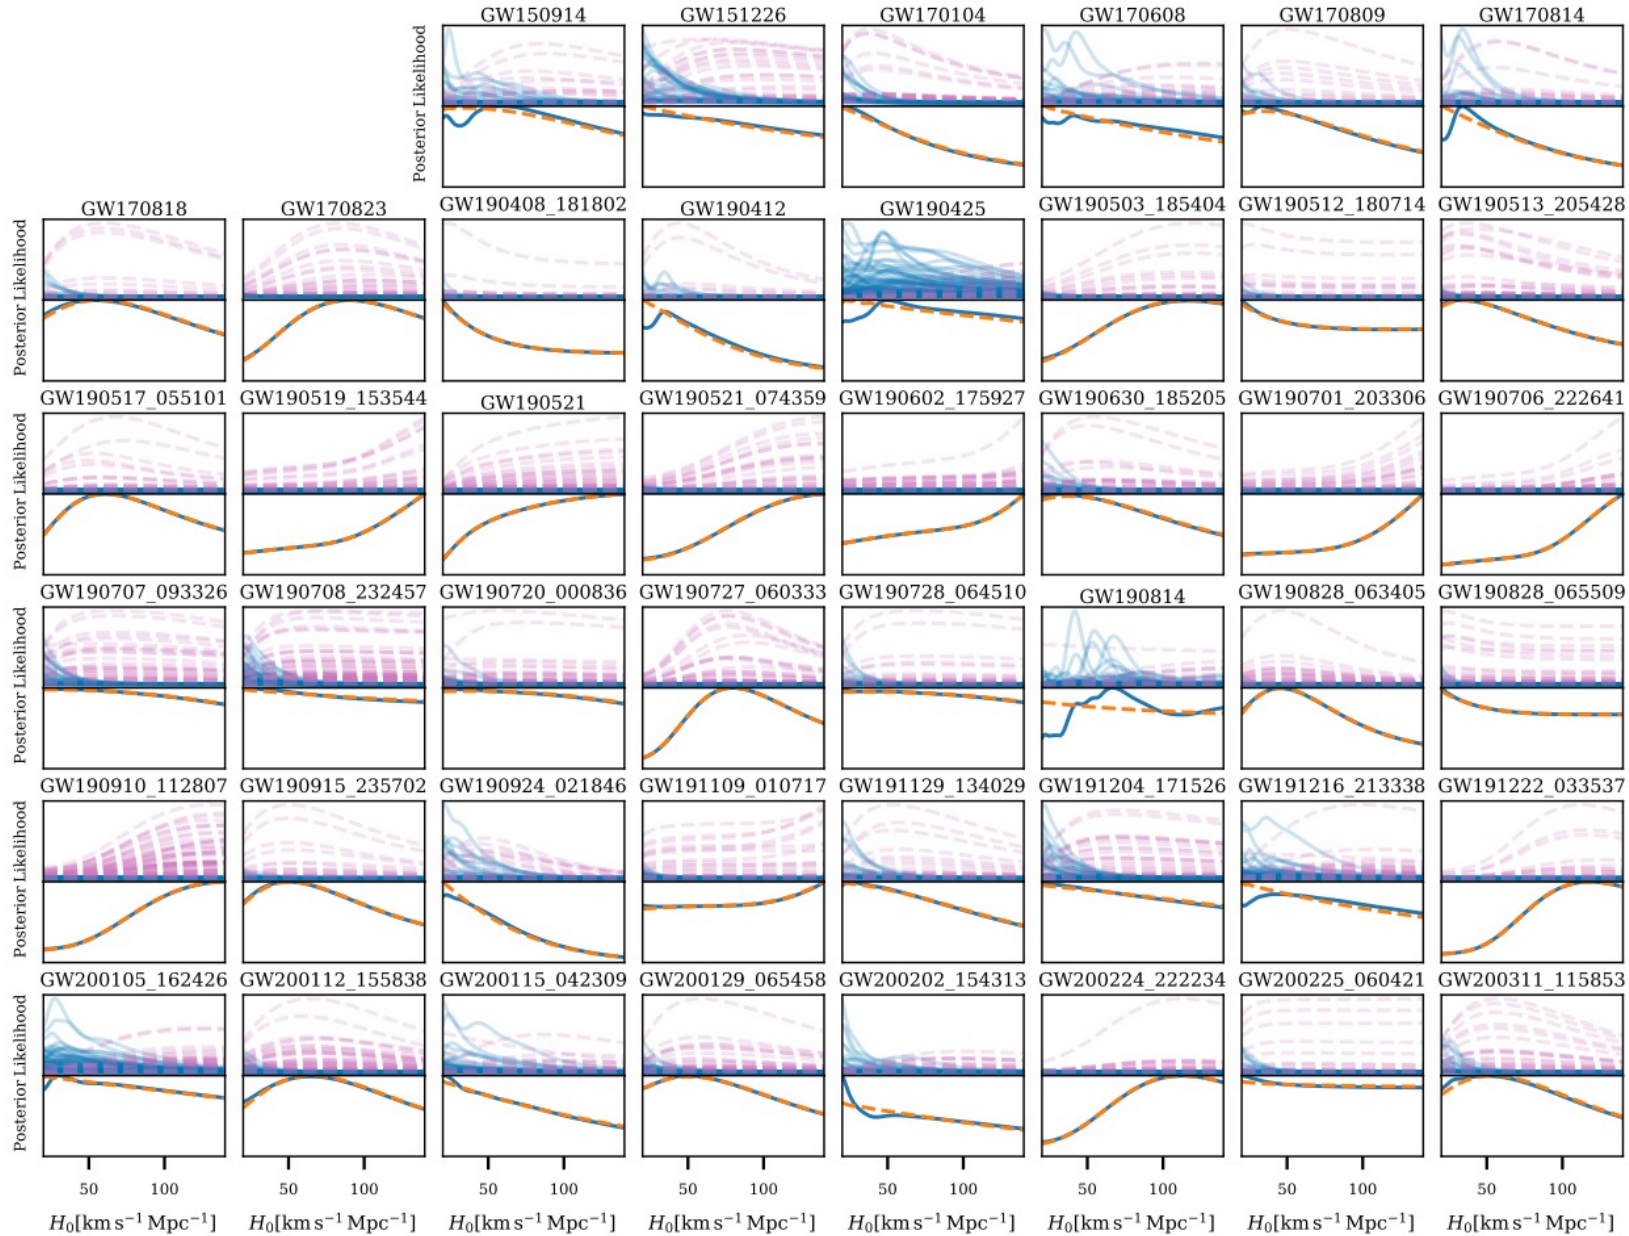 GW150914 GW151226 GW170104 GW170608 GW170809 GW170814
Posterior Likelihood
GW170818 GW170823 GW190408_181802 GW190412 GW190425 GW190503_185404 GW190512_180714 GW190513_205428
Posterior Likelihood
GW190517_055101 GW190519_153544 GW190521 GW190521_074359 GW190602_175927 GW190630_185205 GW190701_203306 GW190706_222641
Posterior Likelihood
GW190707_093326 GW190708_232457 GW190720_000836 GW190727_060333 GW190728_064510 GW190814 GW190828_063405 GW190828_065509
Posterior Likelihood
GW190910_112807 GW190915_235702 GW190924_021846 GW191109_010717 GW191129_134029 GW191204_171526 GW191216_213338 GW191222_033537
Posterior Likelihood
GW200105_162426 GW200112_155838 GW200115_042309 GW200129_065458 GW200202_154313 GW200224_222234 GW200225_060421 GW200311_115853
Posterior Likelihood
50 100 50 100 50 100 50 100 50 100 50 100 50 100 50 100
H₀[km s⁻¹ Mpc⁻¹] H₀[km s⁻¹ Mpc⁻¹] H₀[km s⁻¹ Mpc⁻¹] H₀[km s⁻¹ Mpc⁻¹] H₀[km s⁻¹ Mpc⁻¹] H₀[km s⁻¹ Mpc⁻¹] H₀[km s⁻¹ Mpc⁻¹] H₀[km s⁻¹ Mpc⁻¹]